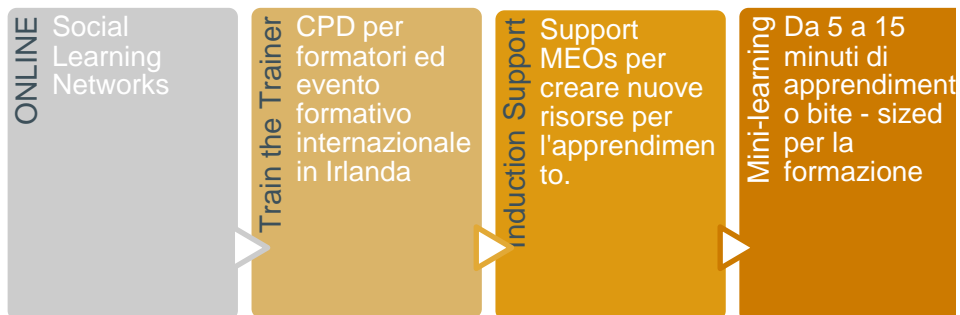 ONLINE
Social
Learning
Networks
Train the Trainer
CPD per
formatori ed
evento
formativo
internazionale
in Irlanda
Induction Support
Support
MEOs per
creare nuove
risorse per
l'apprendimen
to.
Mini-learning
Da 5 a 15
minuti di
apprendiment
o bite - sized
per la
formazione